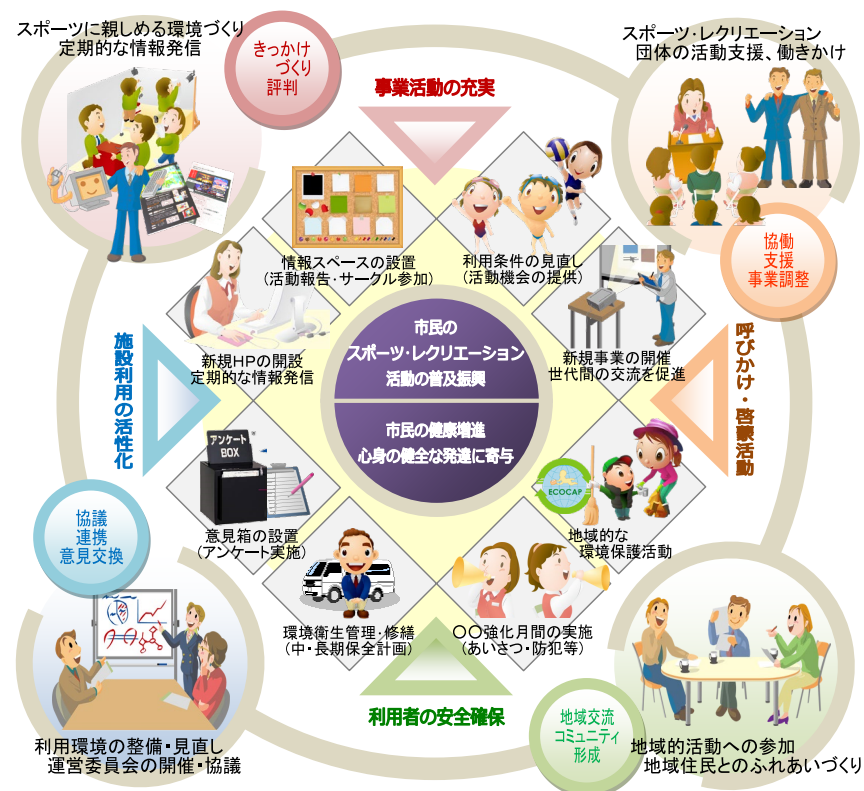 スポーツに親しめる環境づくり
定期的な情報発信
きっかけ
づくり
評判
事業活動の充実
スポーツ・レクリエーション
団体の活動支援、働きかけ
協働
支援
事業調整
情報スペースの設置
(活動報告・サークル参加)
利用条件の見直し
(活動機会の提供)
新規HPの開設
定期的な情報発信
新規事業の開催
世代間の交流を促進
市民の
スポーツ・レクリエーション
活動の普及振興
市民の健康増進
心身の健全な発達に寄与
施設利用の活性化
呼びかけ・啓蒙活動
アンケート
BOX
意見箱の設置
(アンケート実施)
ECOCAP
地域的な
環境保護活動
環境衛生管理・修繕
(中・長期保全計画)
〇〇強化月間の実施
(あいさつ・防犯等)
協議
連携
意見交換
利用者の安全確保
地域交流
コミュニティ
形成
利用環境の整備・見直し
運営委員会の開催・協議
地域的活動への参加
地域住民とのふれあいづくり